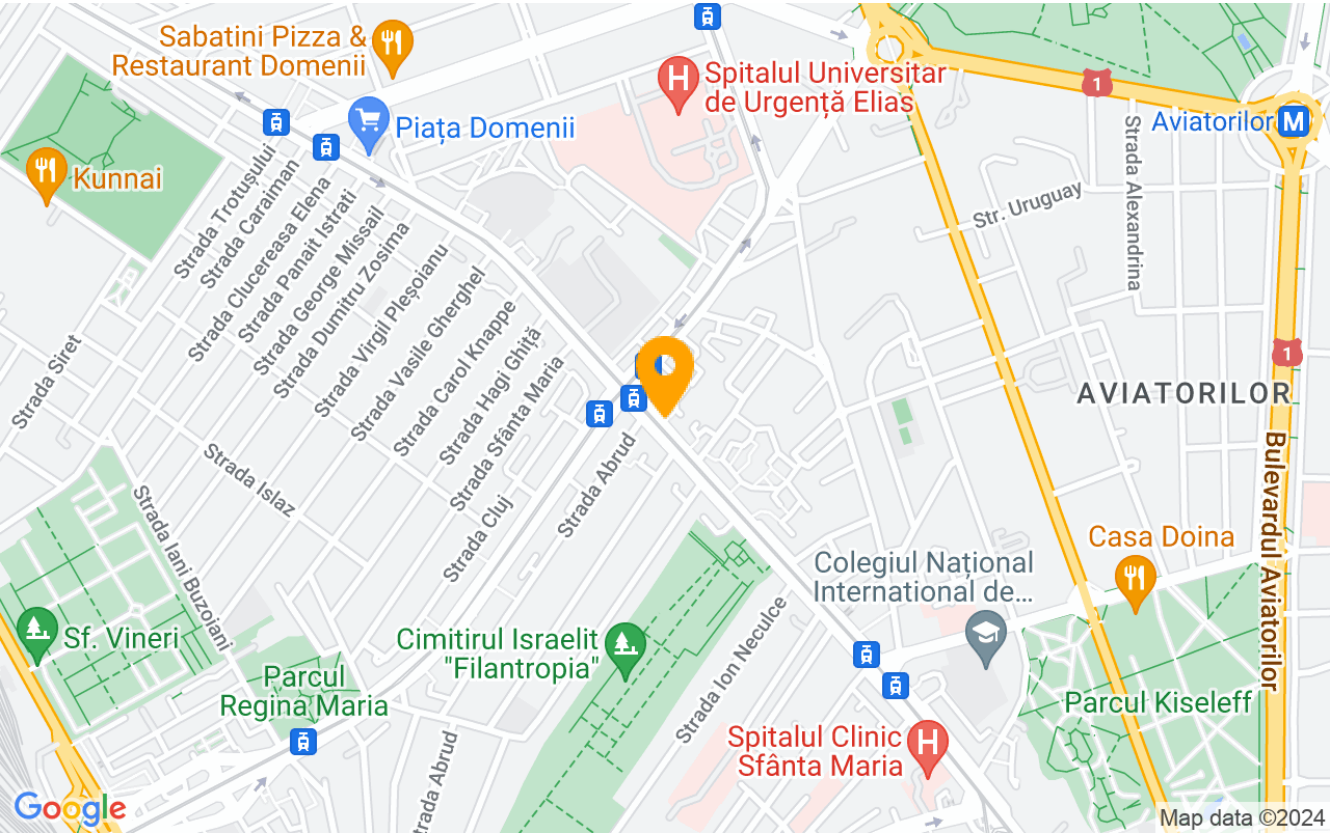 Sabatini Pizza &
Restaurant Domenii
H
Spitalul Universitar
de Urgență Elias
1
Piața Domenii
Aviatorilor
M
Kunnai
Strada Trotușului
Strada Caraiman
Strada Clucereasa Elena
Strada Panait Istrati
Strada George Missail
Strada Dumitru Zosima
Strada Virgil Pleșoianu
Strada Vasile Gherghel
Strada Carol Knappe
Strada Hagi Ghiță
Strada Sfânta Maria
Strada Cluj
Strada Abrud
Str. Uruguay
Strada Alexandrina
Strada Siret
1
AVIATORILOR
Strada Islaz
Strada Iani Buzoiani
Bulevardul Aviatorilor
Casa Doina
Colegiul Național
International de...
Sf. Vineri
Cimitirul Israelit
"Filantropia"
Strada Ion Neculce
Parcul
Regina Maria
Parcul Kiseleff
Spitalul Clinic
Sfânta Maria
H
trada Abrud
Google
Map data ©2024